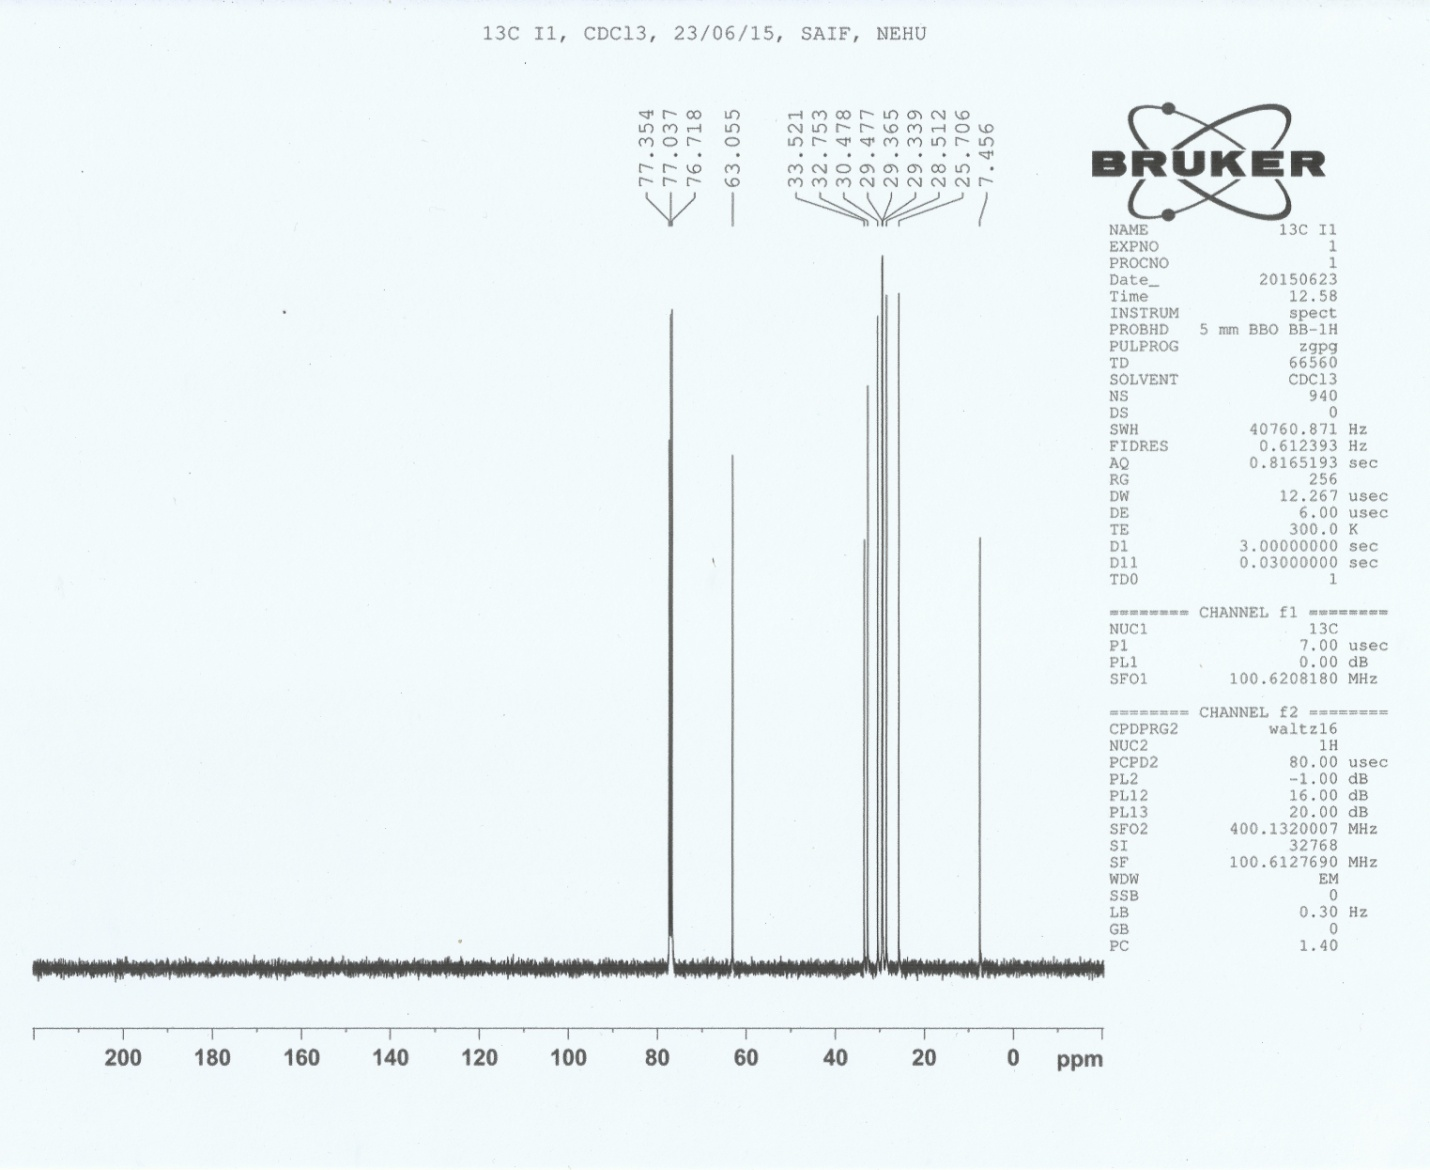 13C I1, CDCl3, 23/06/15, SAIF, NEHU
77.354
77.037
76.718
63.055
33.521
32.753
30.478
29.477
29.365
29.339
28.512
25.706
7.456
BRUKER
NAME 13C I1
EXPNO 1
PROCNO 1
Date_ 20150623
Time 12.58
INSTRUM spect
PROBHD 5 mm BBO BB-1H
PULPROG zgpg
TD 66560
SOLVENT CDCl3
NS 940
DS 0
SWH 40760.871 Hz
FIDRES 0.612393 Hz
AQ 0.8165193 sec
RG 256
DW 12.267 usec
DE 6.00 usec
TE 300.0 K
D1 3.00000000 sec
D11 0.03000000 sec
TD0 1
======== CHANNEL f1 ========
NUC1 13C
P1 7.00 usec
PL1 0.00 dB
SFO1 100.6208180 MHz
======== CHANNEL f2 ========
CPDPRG2 waltz16
NUC2 1H
PCPD2 80.00 usec
PL2 -1.00 dB
PL12 16.00 dB
PL13 20.00 dB
SFO2 400.1320007 MHz
SI 32768
SF 100.6127690 MHz
WDW EM
SSB 0
LB 0.30 Hz
GB 0
PC 1.40
200 180 160 140 120 100 80 60 40 20 0 ppm